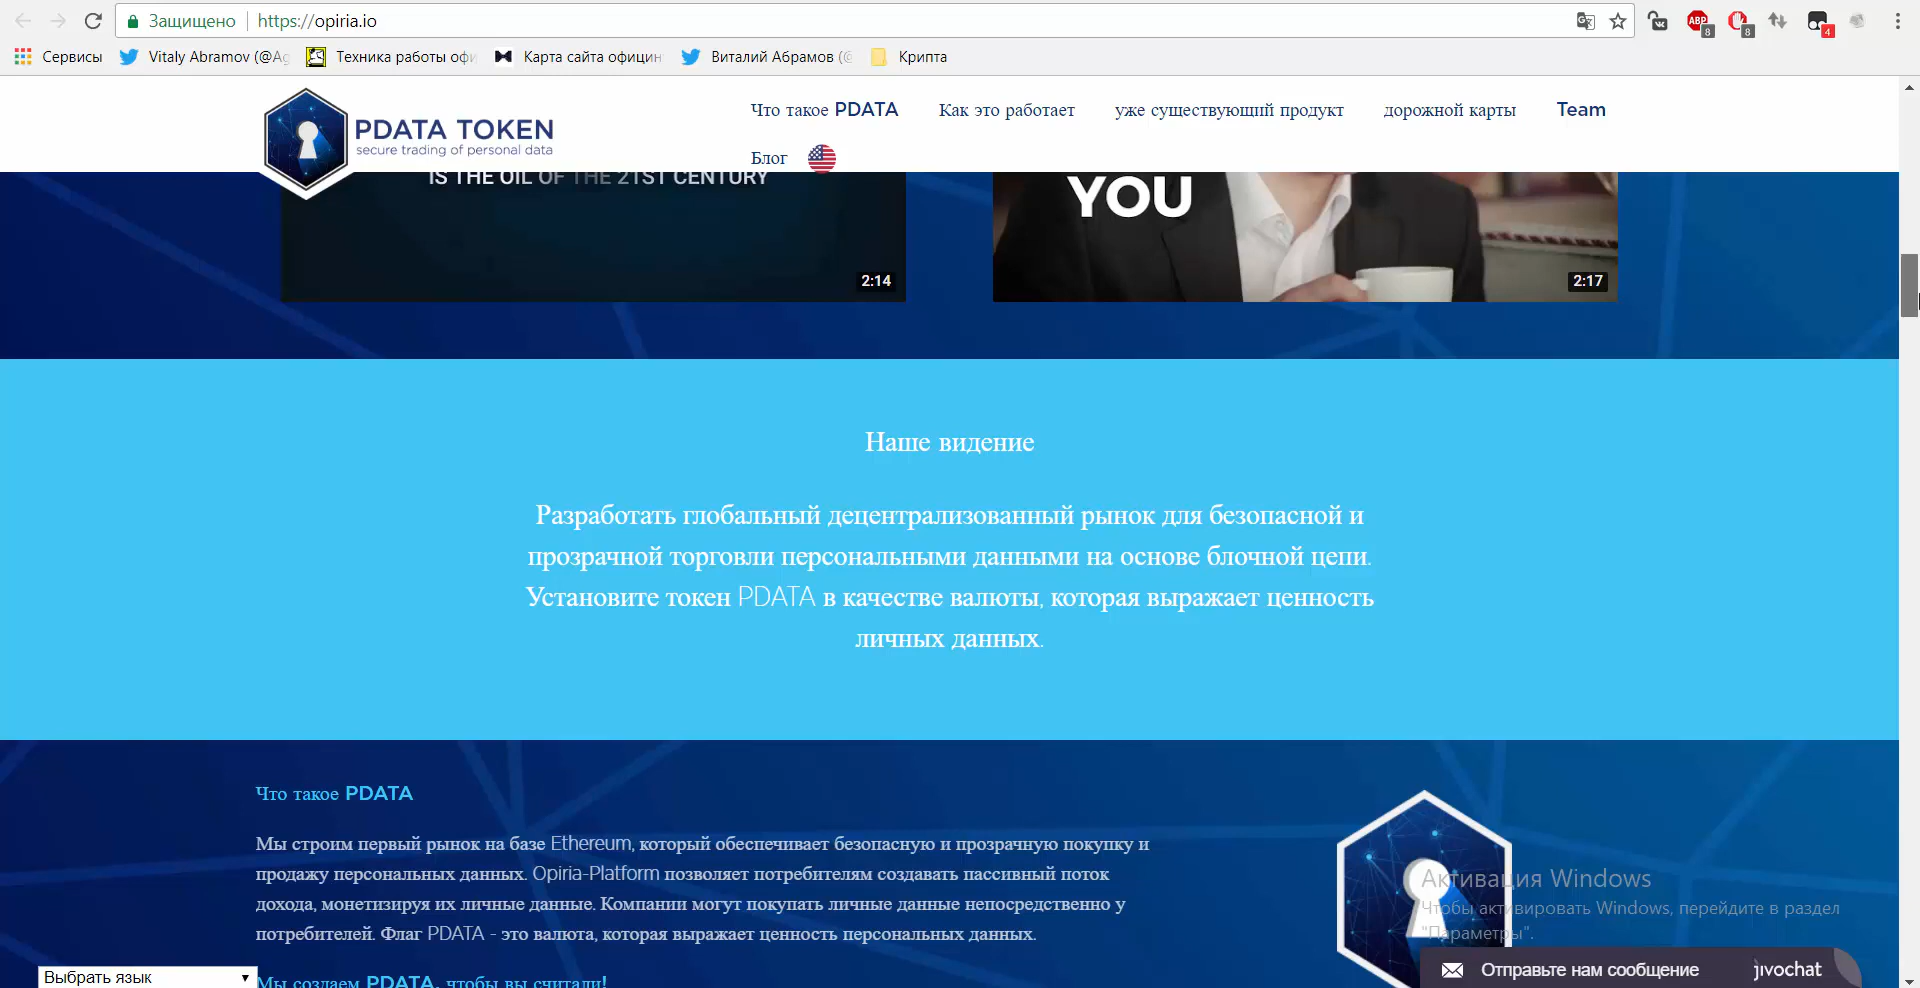 Защищено
https://opiria.io
ABP
8
8
4
Сервисы
Vitaly Abramov (@Ag
Техника работы офи
Карта сайта официн
Виталий Абрамов (@
Крипта
PDATA TOKEN
secure trading of personal data
Что такое PDATA
Как это работает
уже существующий продукт
дорожной карты
Team
Блог
IS THE OIL OF THE 21ST CENTURY
YOU
2:14
2:17
Наше видение
Разработать глобальный децентрализованный рынок для безопасной и
прозрачной торговли персональными данными на основе блочной цепи.
Установите токен PDATA в качестве валюты, которая выражает ценность
личных данных.
Что такое PDATA
Мы строим первый рынок на базе Ethereum, который обеспечивает безопасную и прозрачную покупку и
продажу персональных данных. Opiria-Platform позволяет потребителям создавать пассивный поток
дохода, монетизируя их личные данные. Компании могут покупать личные данные непосредственно у
потребителей. Флаг PDATA - это валюта, которая выражает ценность персональных данных.
Мы создаем PDATA, чтобы вы считали!
Активация Windows
Чтобы активировать Windows, перейдите в раздел
"Параметры".
Выбрать язык
Отправьте нам сообщение
jivochat